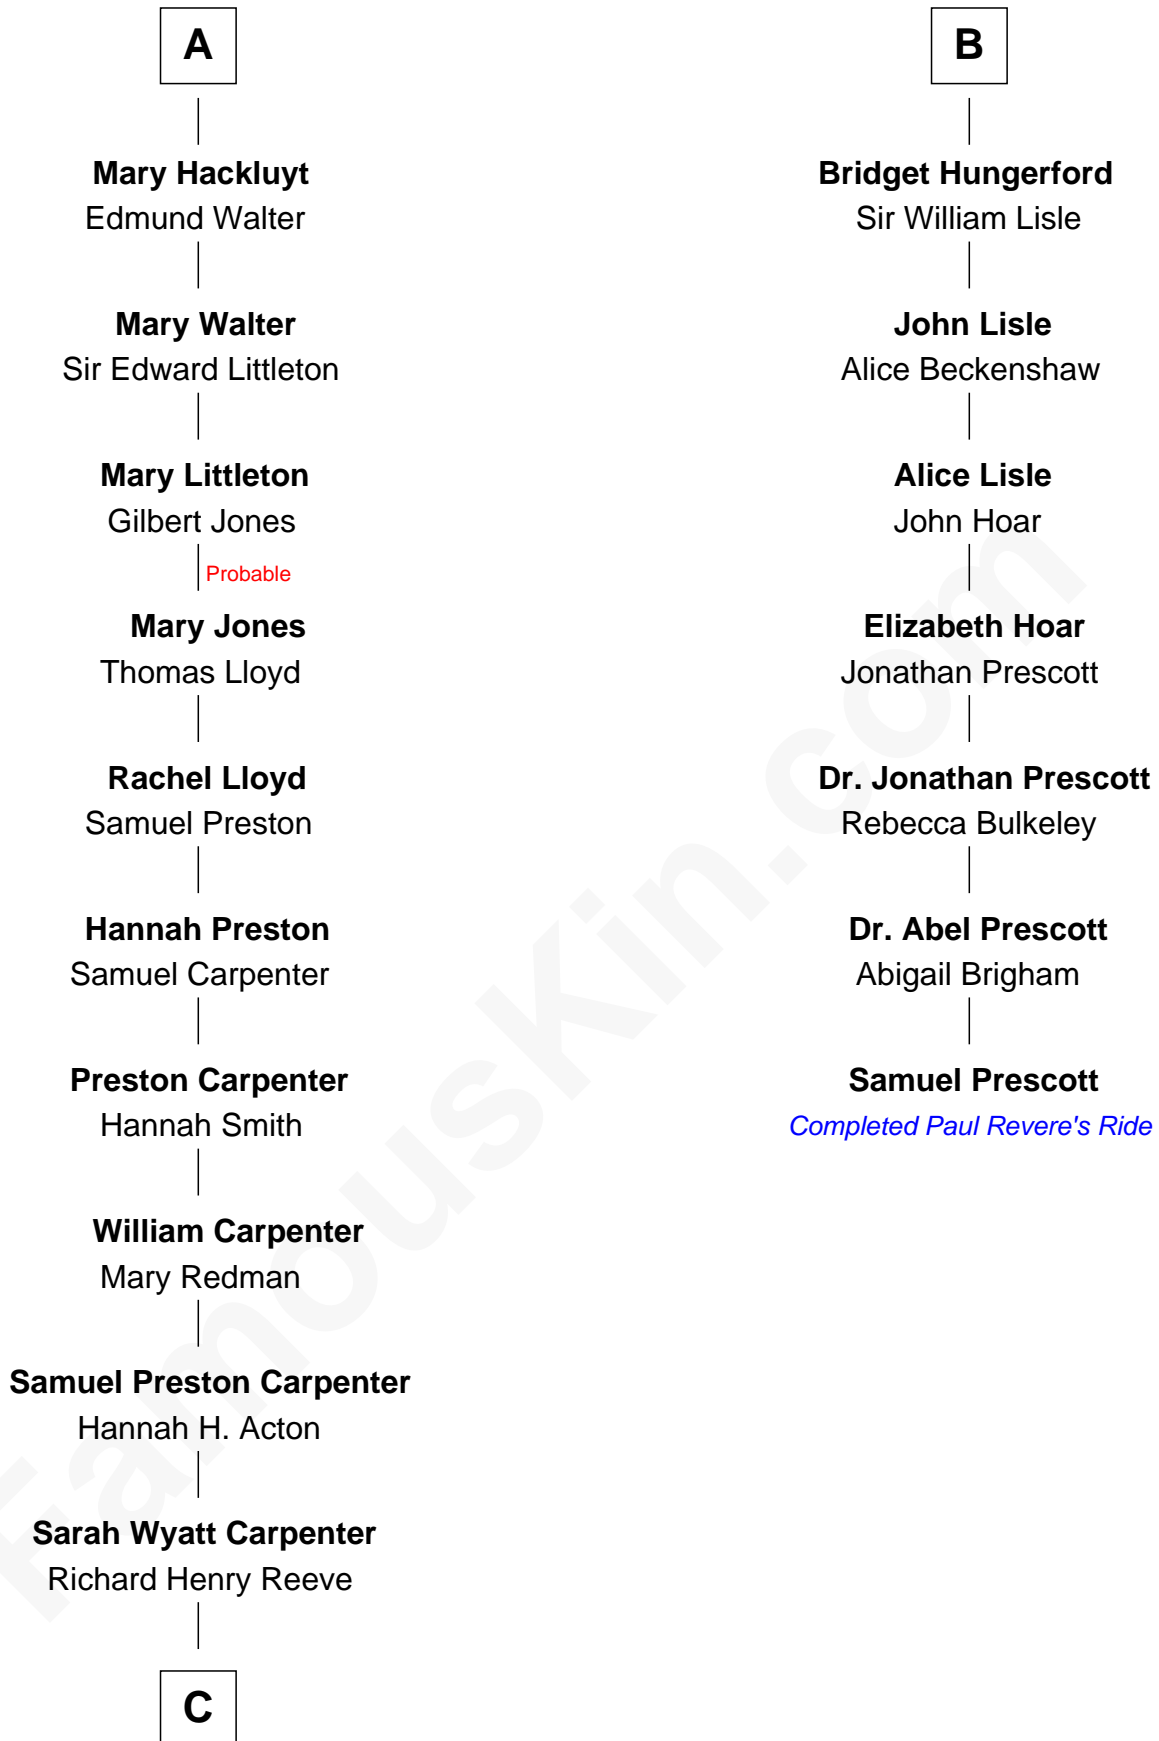 A
Mary Hackluyt
Edmund Walter
Mary Walter
Sir Edward Littleton
Mary Littleton
Gilbert Jones
Probable
Mary Jones
Thomas Lloyd
Rachel Lloyd
Samuel Preston
Hannah Preston
Samuel Carpenter
Preston Carpenter
Hannah Smith
William Carpenter
Mary Redman
Samuel Preston Carpenter
Hannah H. Acton
Sarah Wyatt Carpenter
Richard Henry Reeve
C
B
Bridget Hungerford
Sir William Lisle
John Lisle
Alice Beckenshaw
Alice Lisle
John Hoar
Elizabeth Hoar
Jonathan Prescott
Dr. Jonathan Prescott
Rebecca Bulkeley
Dr. Abel Prescott
Abigail Brigham
Samuel Prescott
Completed Paul Revere's Ride
FamousKin.com